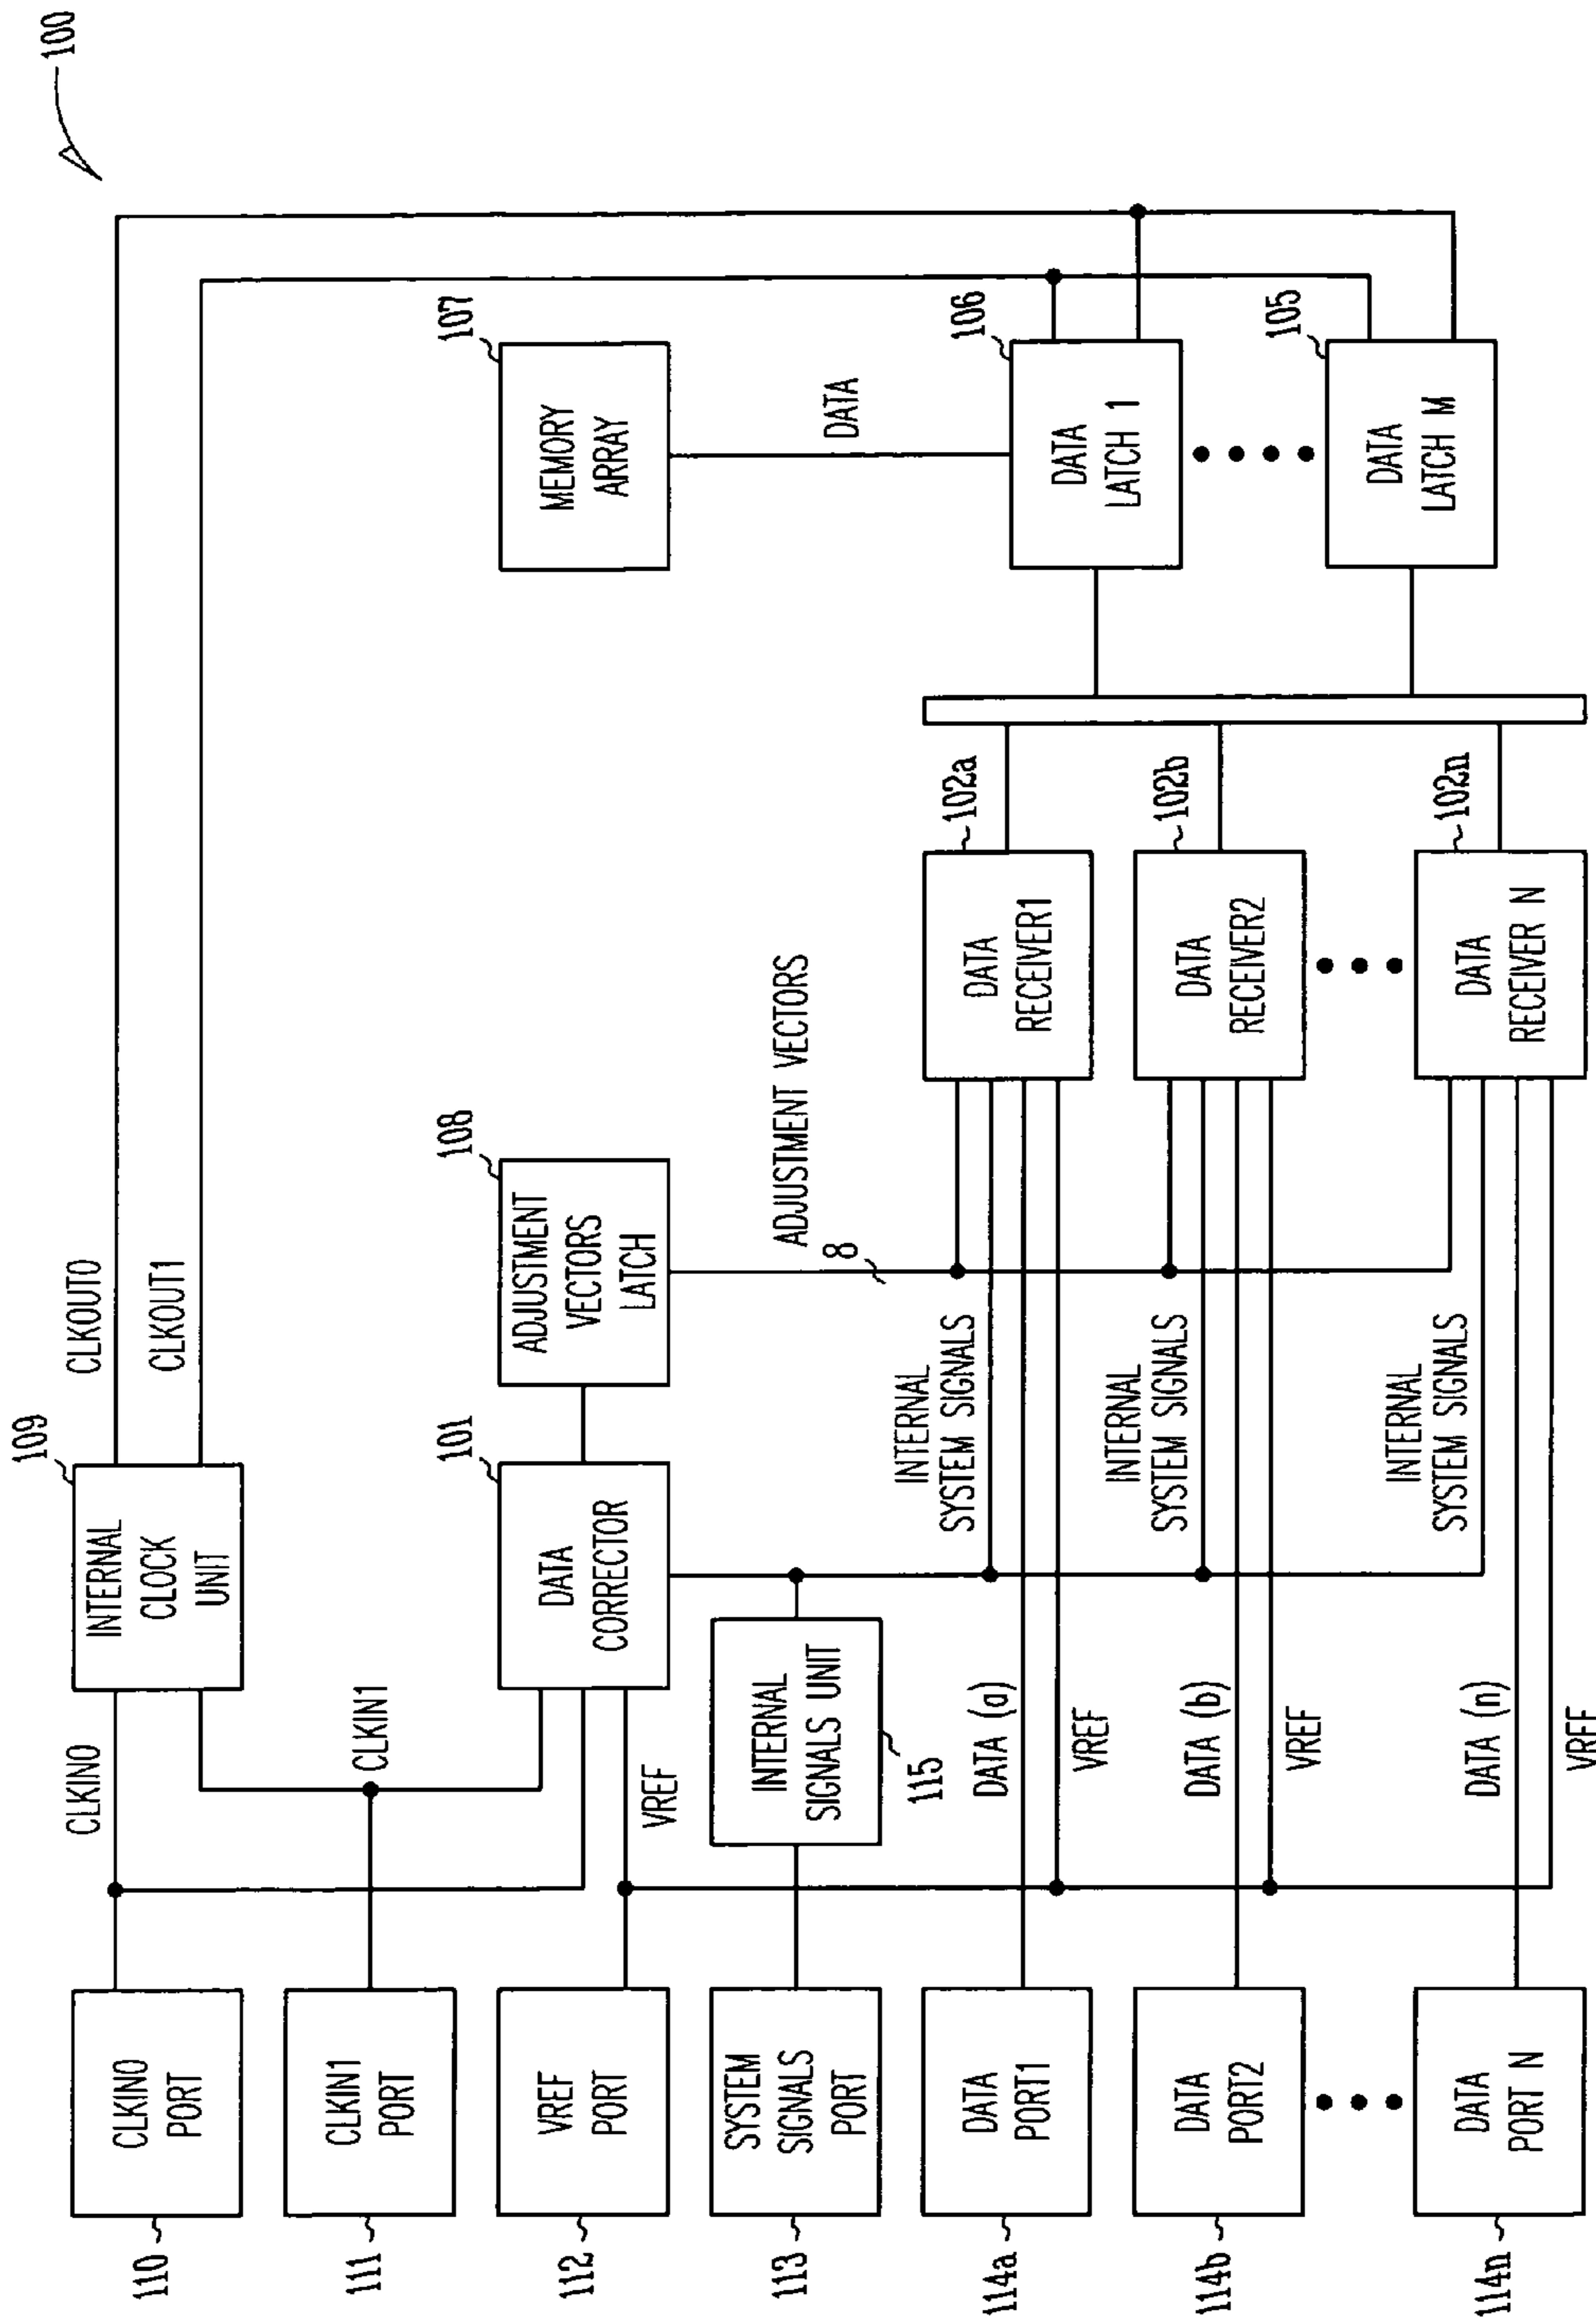 100
110
CLKIN0
PORT
CLKIN0
109
INTERNAL
CLOCK
UNIT
CLKOUT0
CLKOUT1
111
CLKIN1
PORT
CLKIN1
112
VREF
PORT
VREF
101
DATA
CORRECTOR
108
ADJUSTMENT
VECTORS
LATCH
107
MEMORY
ARRAY
113
SYSTEM
SIGNALS
PORT
INTERNAL
SIGNALS UNIT
115
8
ADJUSTMENT VECTORS
DATA
114a
DATA
PORT1
DATA (a)
VREF
INTERNAL
SYSTEM SIGNALS
102a
DATA
RECEIVER1
106
DATA
LATCH 1
114b
DATA
PORT2
DATA (b)
VREF
INTERNAL
SYSTEM SIGNALS
102b
DATA
RECEIVER2
105
DATA
LATCH M
114n
DATA
PORT N
DATA (n)
VREF
INTERNAL
SYSTEM SIGNALS
102n
DATA
RECEIVER N